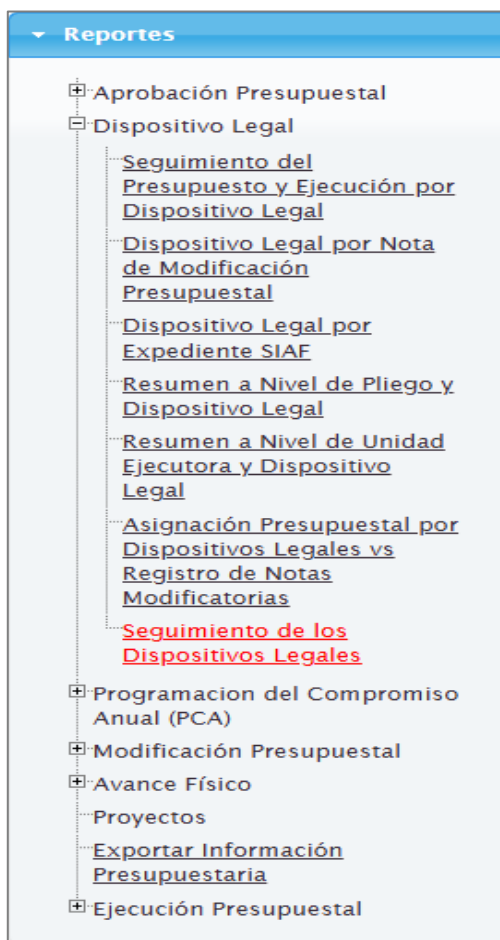 Reportes
Aprobación Presupuestal
Dispositivo Legal
Seguimiento del
Presupuesto y Ejecución por
Dispositivo Legal
Dispositivo Legal por Nota
de Modificación
Presupuestal
Dispositivo Legal por
Expediente SIAF
Resumen a Nivel de Pliego y
Dispositivo Legal
Resumen a Nivel de Unidad
Ejecutora y Dispositivo
Legal
Asignación Presupuestal por
Dispositivos Legales vs
Registro de Notas
Modificatorias
Seguimiento de los
Dispositivos Legales
Programacion del Compromiso
Anual (PCA)
Modificación Presupuestal
Avance Físico
Proyectos
Exportar Información
Presupuestaria
Ejecución Presupuestal